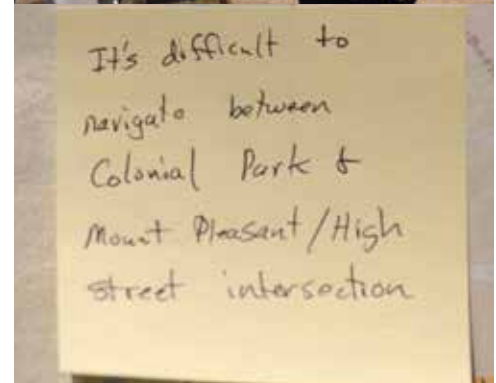 It's difficult to
navigate between
Colonial Park &
Mount Pleasant/High
street intersection